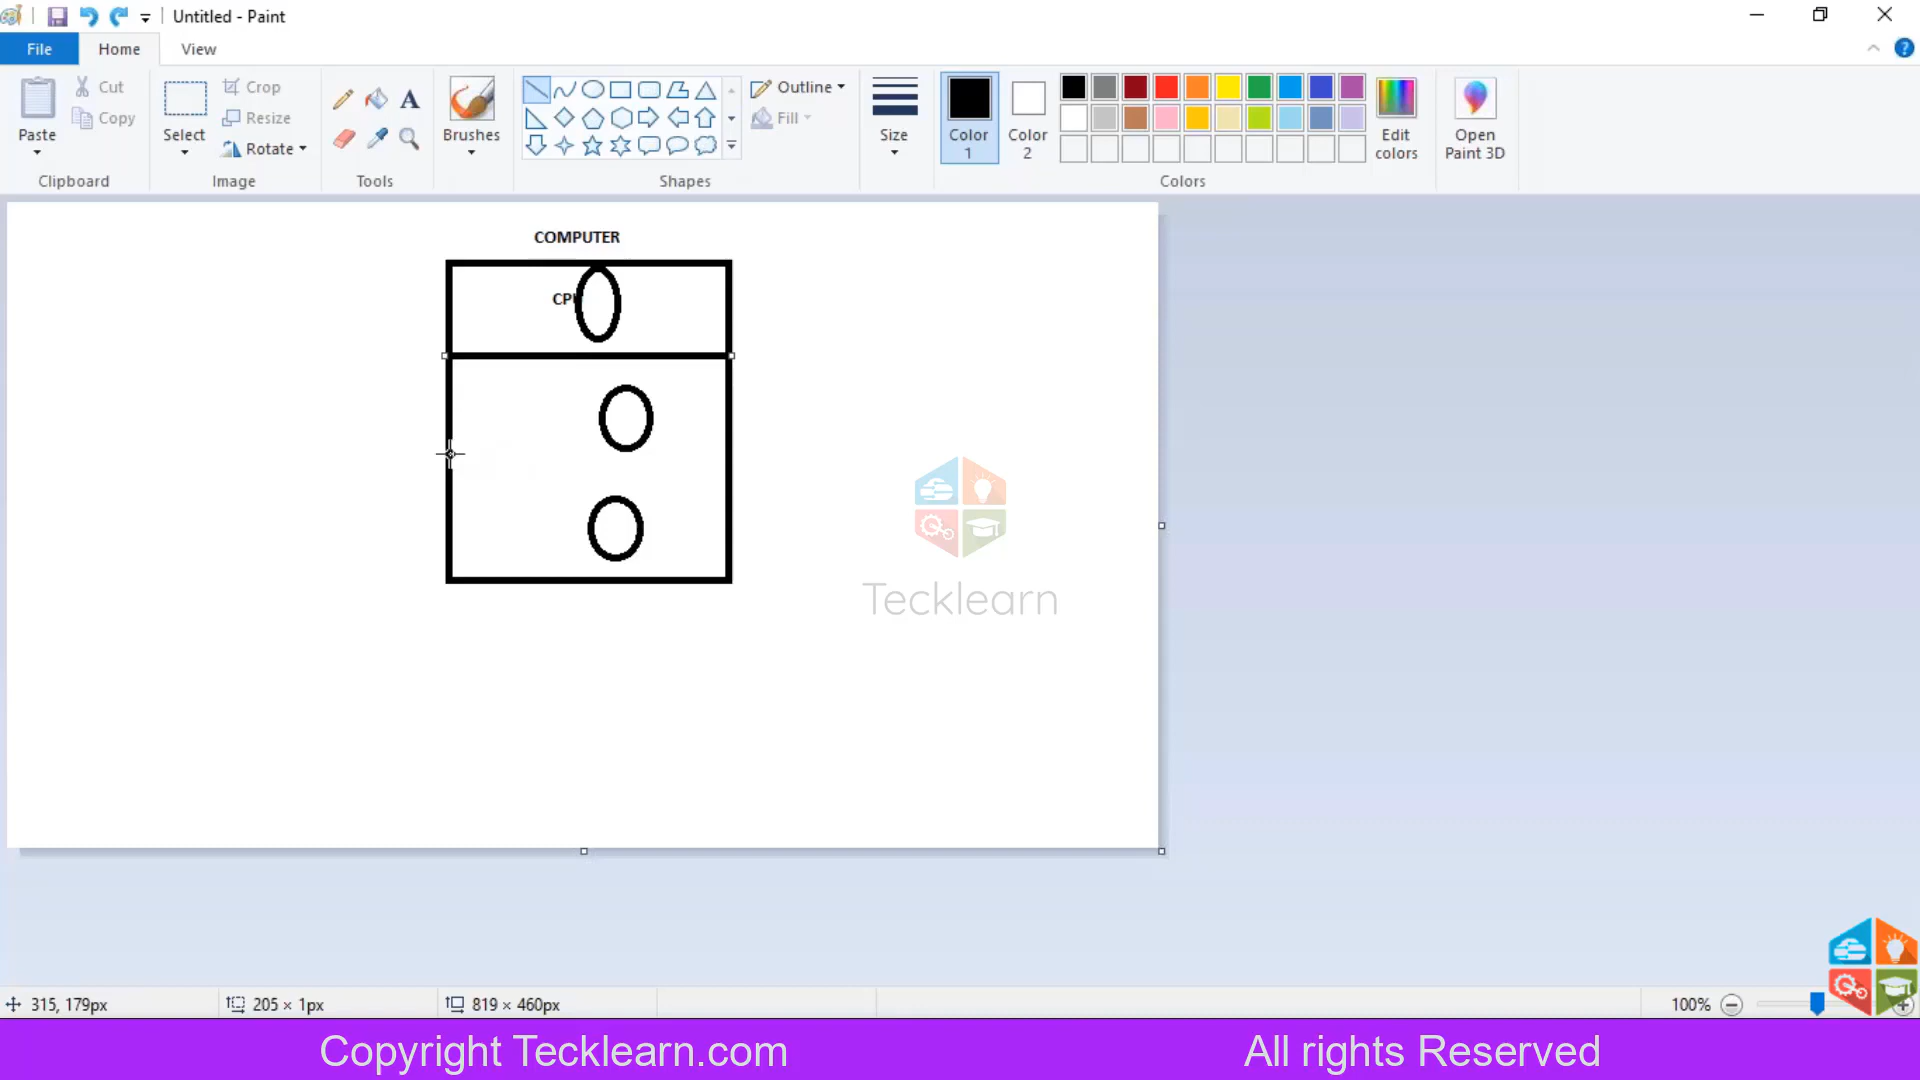 Untitled - Paint
File Home View
Paste
Cut
Copy
Clipboard
Select
Crop
Resize
Rotate
Image
A
Tools
Brushes
Shapes
Outline
Fill
Size
Color 1
Color 2
Colors
Edit colors
Open Paint 3D
COMPUTER
Tecklearn
315, 179px
205 × 1px
819 × 460px
100%
Copyright Tecklearn.com
All rights Reserved